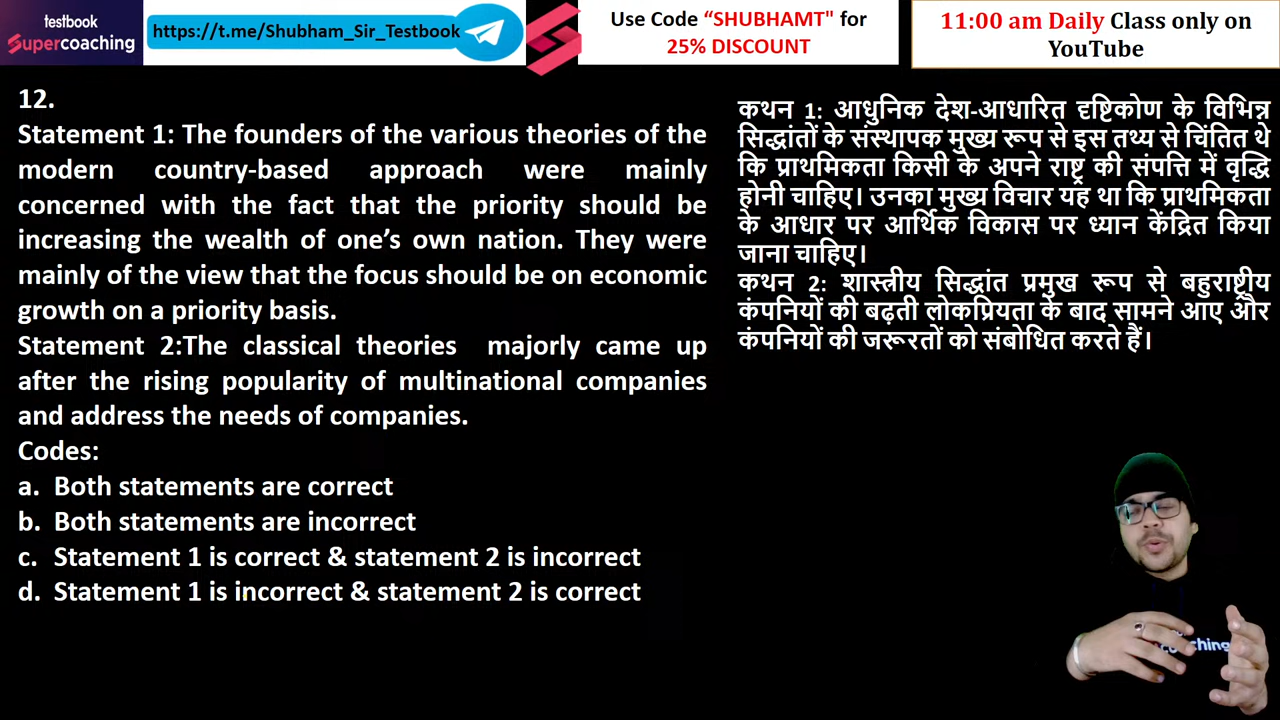 testbook
Supercoaching
https://t.me/Shubham_Sir_Testbook
Use Code “SHUBHAMT" for
25% DISCOUNT
11:00 am Daily Class only on
YouTube
12.
Statement 1: The founders of the various theories of the
modern country-based approach were mainly
concerned with the fact that the priority should be
increasing the wealth of one’s own nation. They were
mainly of the view that the focus should be on economic
growth on a priority basis.
Statement 2:The classical theories majorly came up
after the rising popularity of multinational companies
and address the needs of companies.
Codes:
a. Both statements are correct
b. Both statements are incorrect
c. Statement 1 is correct & statement 2 is incorrect
d. Statement 1 is incorrect & statement 2 is correct
कथन 1: आधुनिक देश-आधारित दृष्टिकोण के विभिन्न
सिद्धांतों के संस्थापक मुख्य रूप से इस तथ्य से चिंतित थे
कि प्राथमिकता किसी के अपने राष्ट्र की संपत्ति में वृद्धि
होनी चाहिए। उनका मुख्य विचार यह था कि प्राथमिकता
के आधार पर आर्थिक विकास पर ध्यान केंद्रित किया
जाना चाहिए।
कथन 2: शास्त्रीय सिद्धांत प्रमुख रूप से बहुराष्ट्रीय
कंपनियों की बढ़ती लोकप्रियता के बाद सामने आए और
कंपनियों की जरूरतों को संबोधित करते हैं।